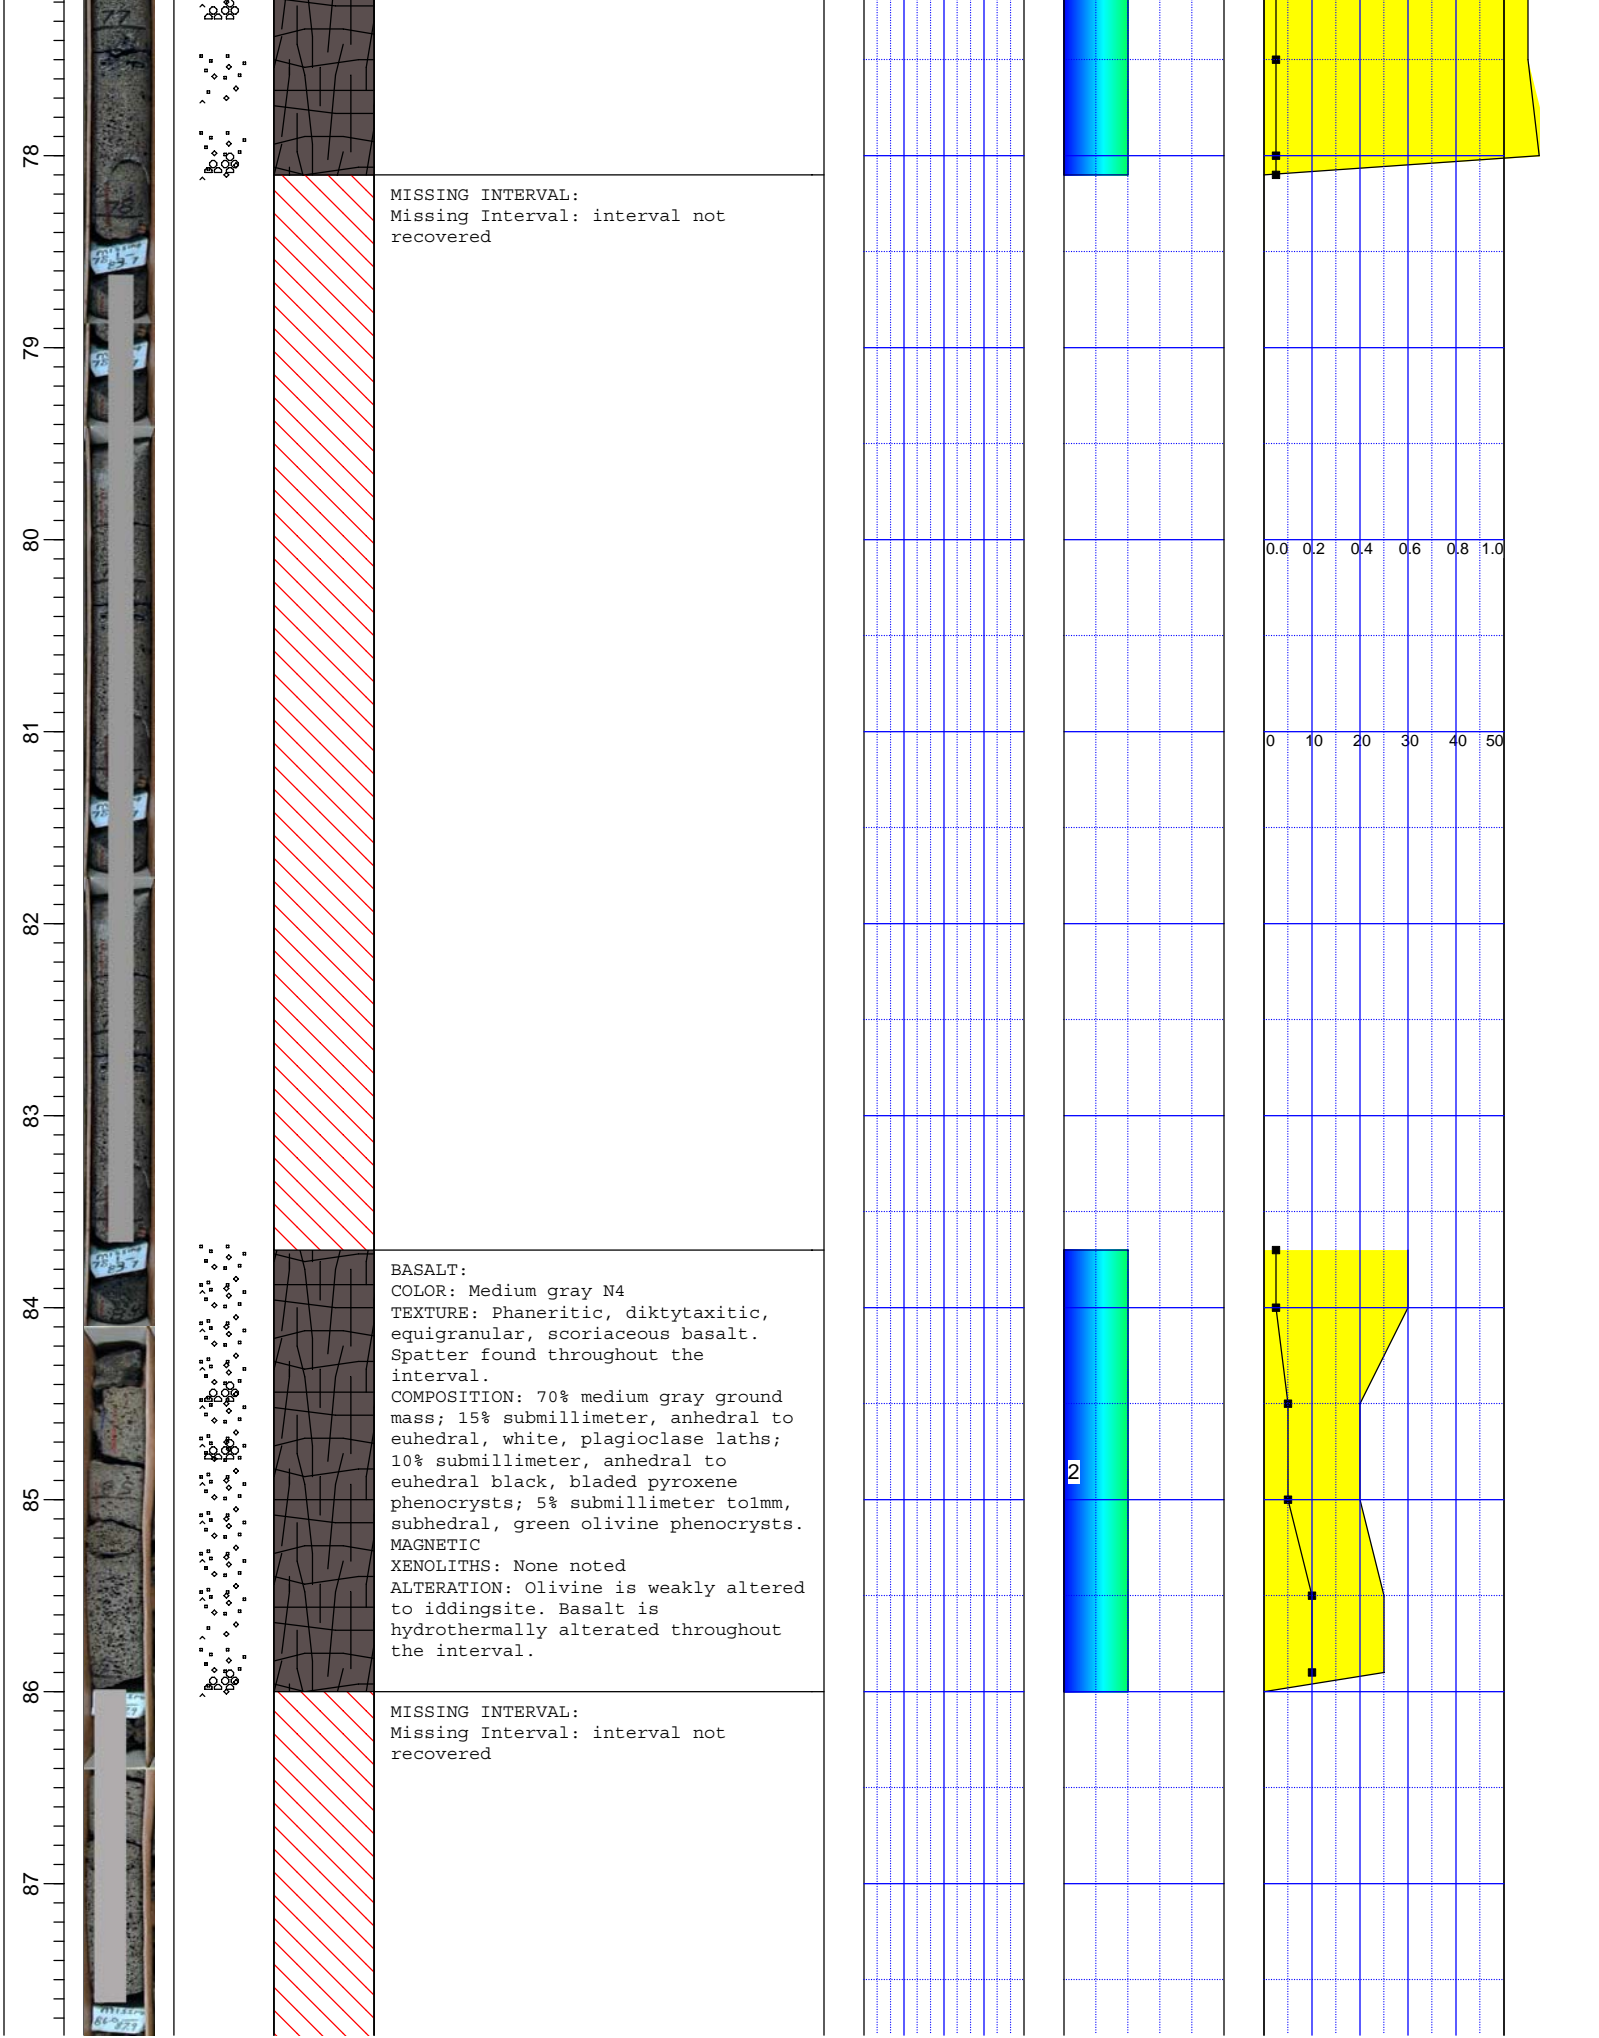 77
78
MISSING INTERVAL:
Missing Interval: interval not
recovered
78
79
80
0.0 0.2 0.4 0.6 0.8 1.0
81
0 10 20 30 40 50
82
83
83.7
BASALT:
COLOR: Medium gray N4
TEXTURE: Phaneritic, diktytaxitic,
equigranular, scoriaceous basalt.
Spatter found throughout the
interval.
COMPOSITION: 70% medium gray ground
mass; 15% submillimeter, anhedral to
euhedral, white, plagioclase laths;
10% submillimeter, anhedral to
euhedral black, bladed pyroxene
phenocrysts; 5% submillimeter to1mm,
subhedral, green olivine phenocrysts.
MAGNETIC
XENOLITHS: None noted
ALTERATION: Olivine is weakly altered
to iddingsite. Basalt is
hydrothermally altered throughout
the interval.
84
2
85
86
MISSING INTERVAL:
Missing Interval: interval not
recovered
87